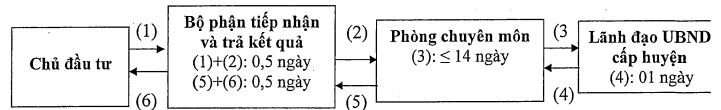 Chủ đầu tư
(1)
(6)
Bộ phận tiếp nhận
và trả kết quả
(1)+(2): 0,5 ngày
(5)+(6): 0,5 ngày
(2)
(5)
Phòng chuyên môn
(3): ≤ 14 ngày
(3
(4)
Lãnh đạo UBND
cấp huyện
(4): 01 ngày